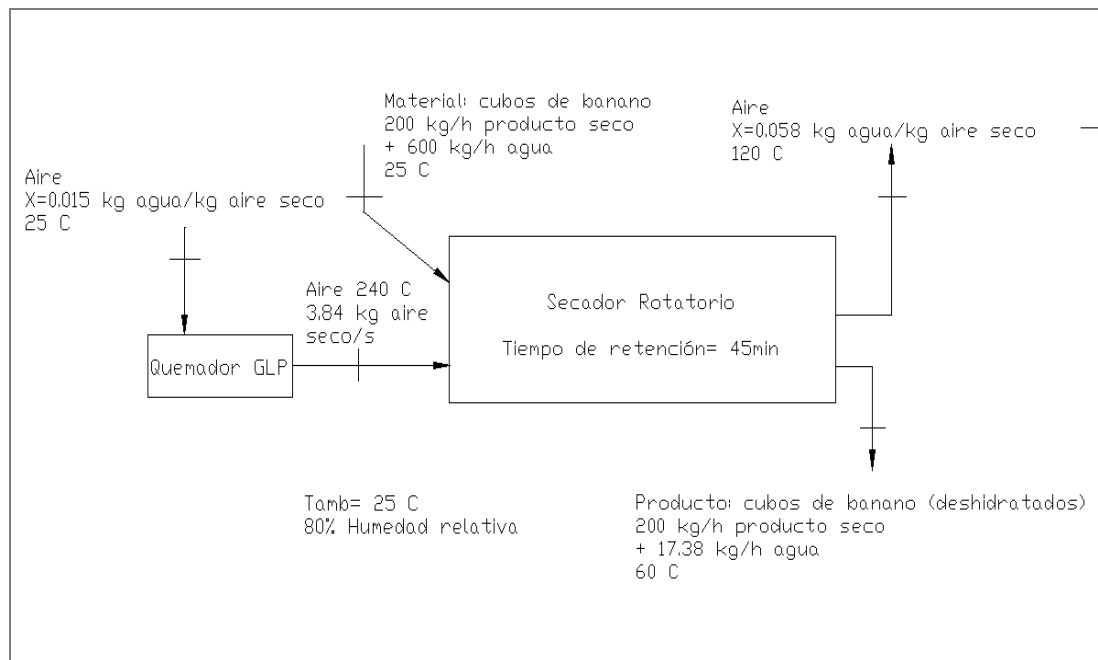 Material: cubos de banano
200 kg/h producto seco
+ 600 kg/h agua
25 C
Aire
X=0.058 kg agua/kg aire seco
120 C
Aire
X=0.015 kg agua/kg aire seco
25 C
Aire 240 C
3.84 kg aire
seco/s
Quemador GLP
Secador Rotatorio
Tiempo de retención= 45min
Tamb= 25 C
80% Humedad relativa
Producto: cubos de banano (deshidratados)
200 kg/h producto seco
+ 17.38 kg/h agua
60 C